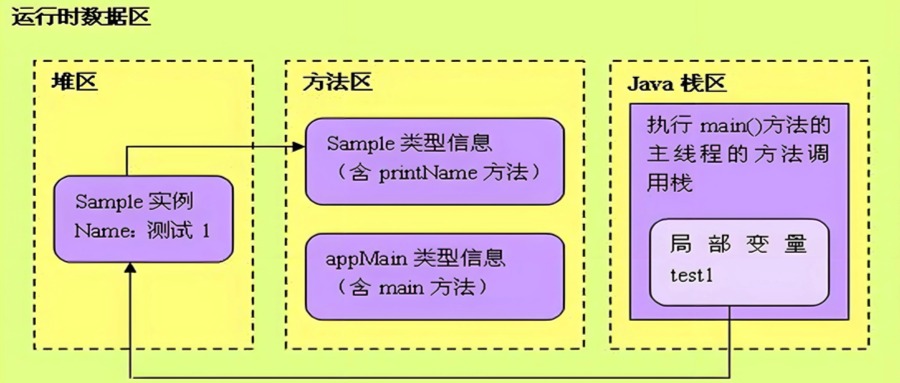 运行时数据区
堆区
Sample 实例
Name: 测试 1
方法区
Sample 类型信息
（含 printName 方法）
appMain 类型信息
（含 main 方法）
Java 栈区
执行 main()方法的
主线程的方法调
用栈
局部变量
test1